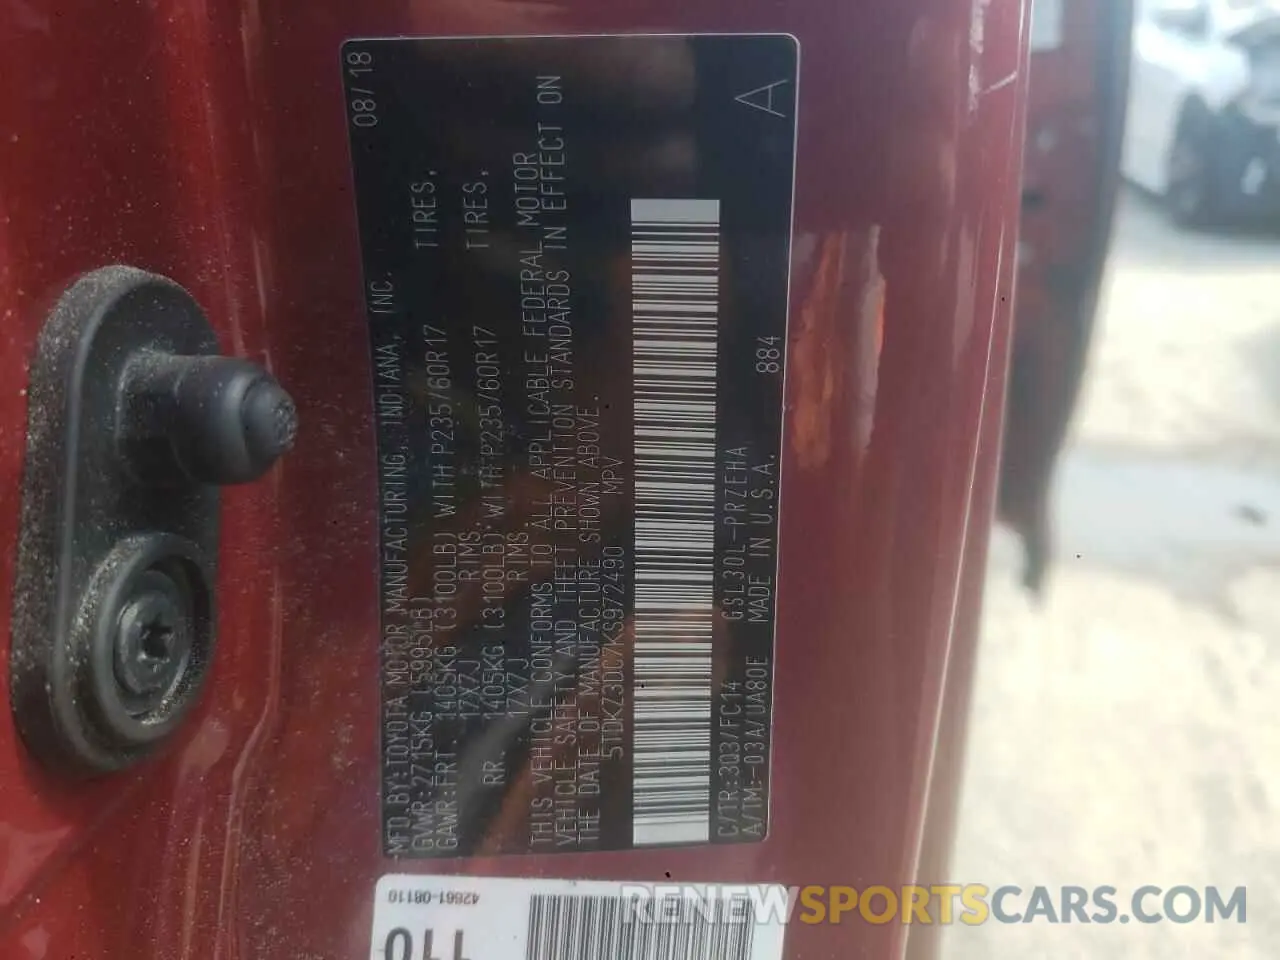 MFD.BY:TOYOTA MOTOR MANUFACTURING, INDIANA, INC. 08/18
GVWR:2715KG (5995LB)
GAWR:FRT. 1405KG (3100LB) WITH P235/60R17 TIRES,
17X7J RIMS,
RR. 1405KG (3100LB) WITH P235/60R17 TIRES,
17X7J RIMS,
THIS VEHICLE CONFORMS TO ALL APPLICABLE FEDERAL MOTOR
VEHICLE SAFETY AND THEFT PREVENTION STANDARDS IN EFFECT ON
THE DATE OF MANUFACTURE SHOWN ABOVE.
5TDKZ3DC7KS972490 MPV
A
C/TR:3Q3/FC14 GSL30L-PRZEHA
A/TM:-03A/UA80E MADE IN U.S.A. 884
42661-08110
110
RENEWSPORTSCARS.COM